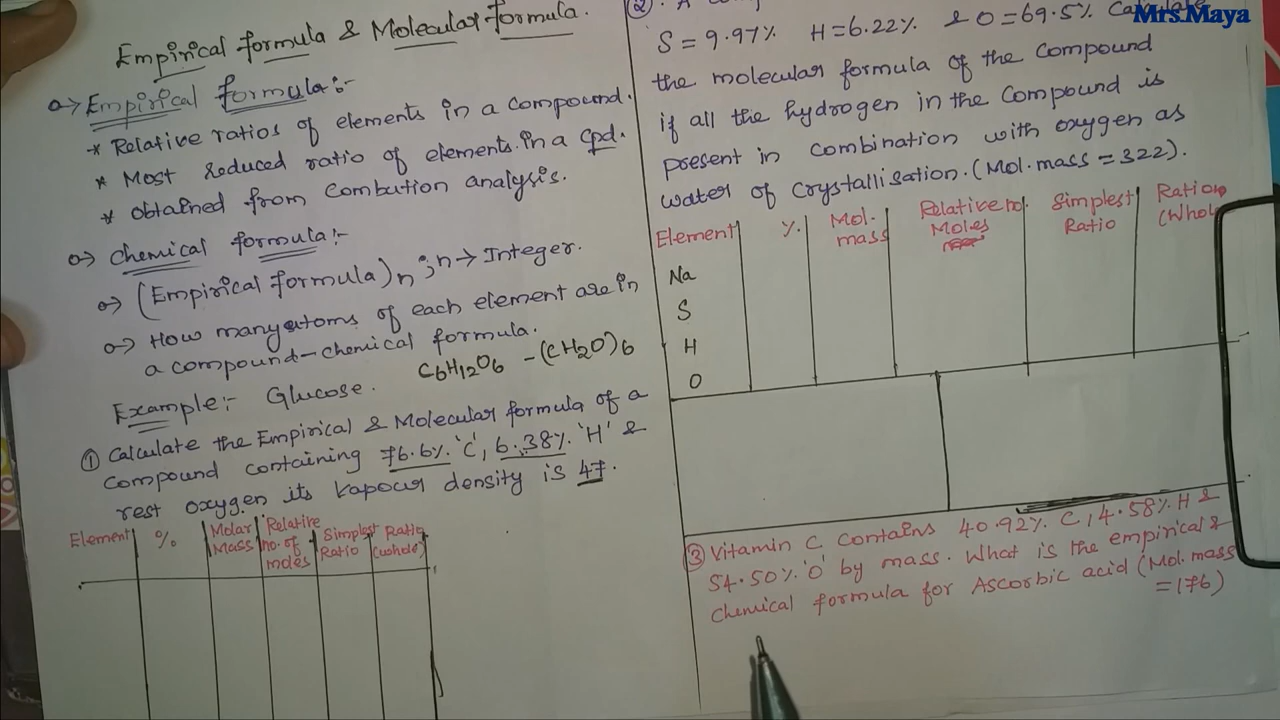 Empirical formula & Molecular formula.
Empirical formula:-
* Relative ratios of elements in a compound.
* Most reduced ratio of elements in a cpd.
* obtained from Combution analysis.
Chemical formula:-
(Empirical formula)n ; n → Integer.
How many atoms of each element are in
a compound - chemical formula.
Example:- Glucose. C6H12O6 - (CH2O)6
① Calculate the Empirical & Molecular formula of a
compound containing 76.6% 'C', 6.38% 'H' &
rest oxygen its vapour density is 47.
Element % Molar Mass Relative no. of moles Simplest Ratio Ratio (whole)
② A
S = 9.97% H = 6.22% & O = 69.5%
the molecular formula of the Compound
if all the hydrogen in the Compound is
present in combination with oxygen as
water of Crystallisation. (Mol. mass = 322).
Element % Mol. mass Relative no. Moles Simplest Ratio Ratio (Whole
Na
S
H
O
③ Vitamin C Contains 40.92% C, 4.58% H &
54.50% 'O' by mass. What is the empirical &
Chemical formula for Ascorbic acid (Mol. mass
= 176)
Mrs.Maya